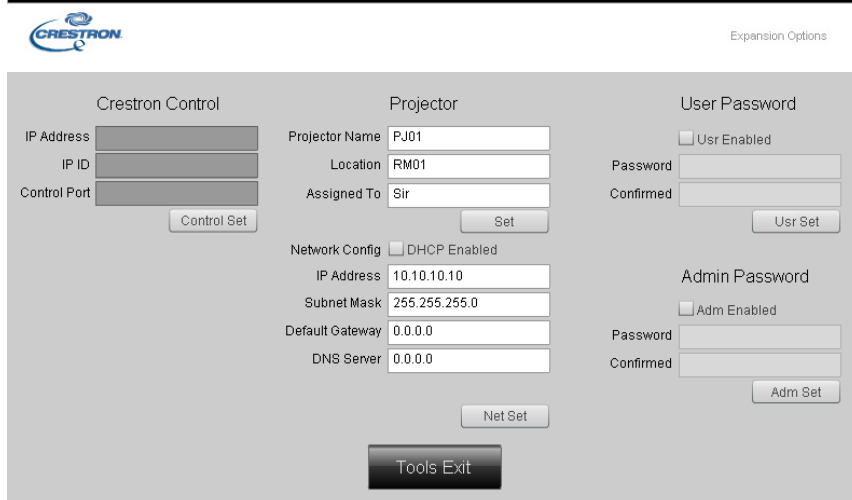 CRESTRON
Expansion Options
Crestron Control
IP Address
IP ID
Control Port
Control Set
Projector
Projector Name PJ01
Location RM01
Assigned To Sir
Set
Network Config DHCP Enabled
IP Address 10.10.10.10
Subnet Mask 255.255.255.0
Default Gateway 0.0.0.0
DNS Server 0.0.0.0
Net Set
Tools Exit
User Password
Usr Enabled
Password
Confirmed
Usr Set
Admin Password
Adm Enabled
Password
Confirmed
Adm Set